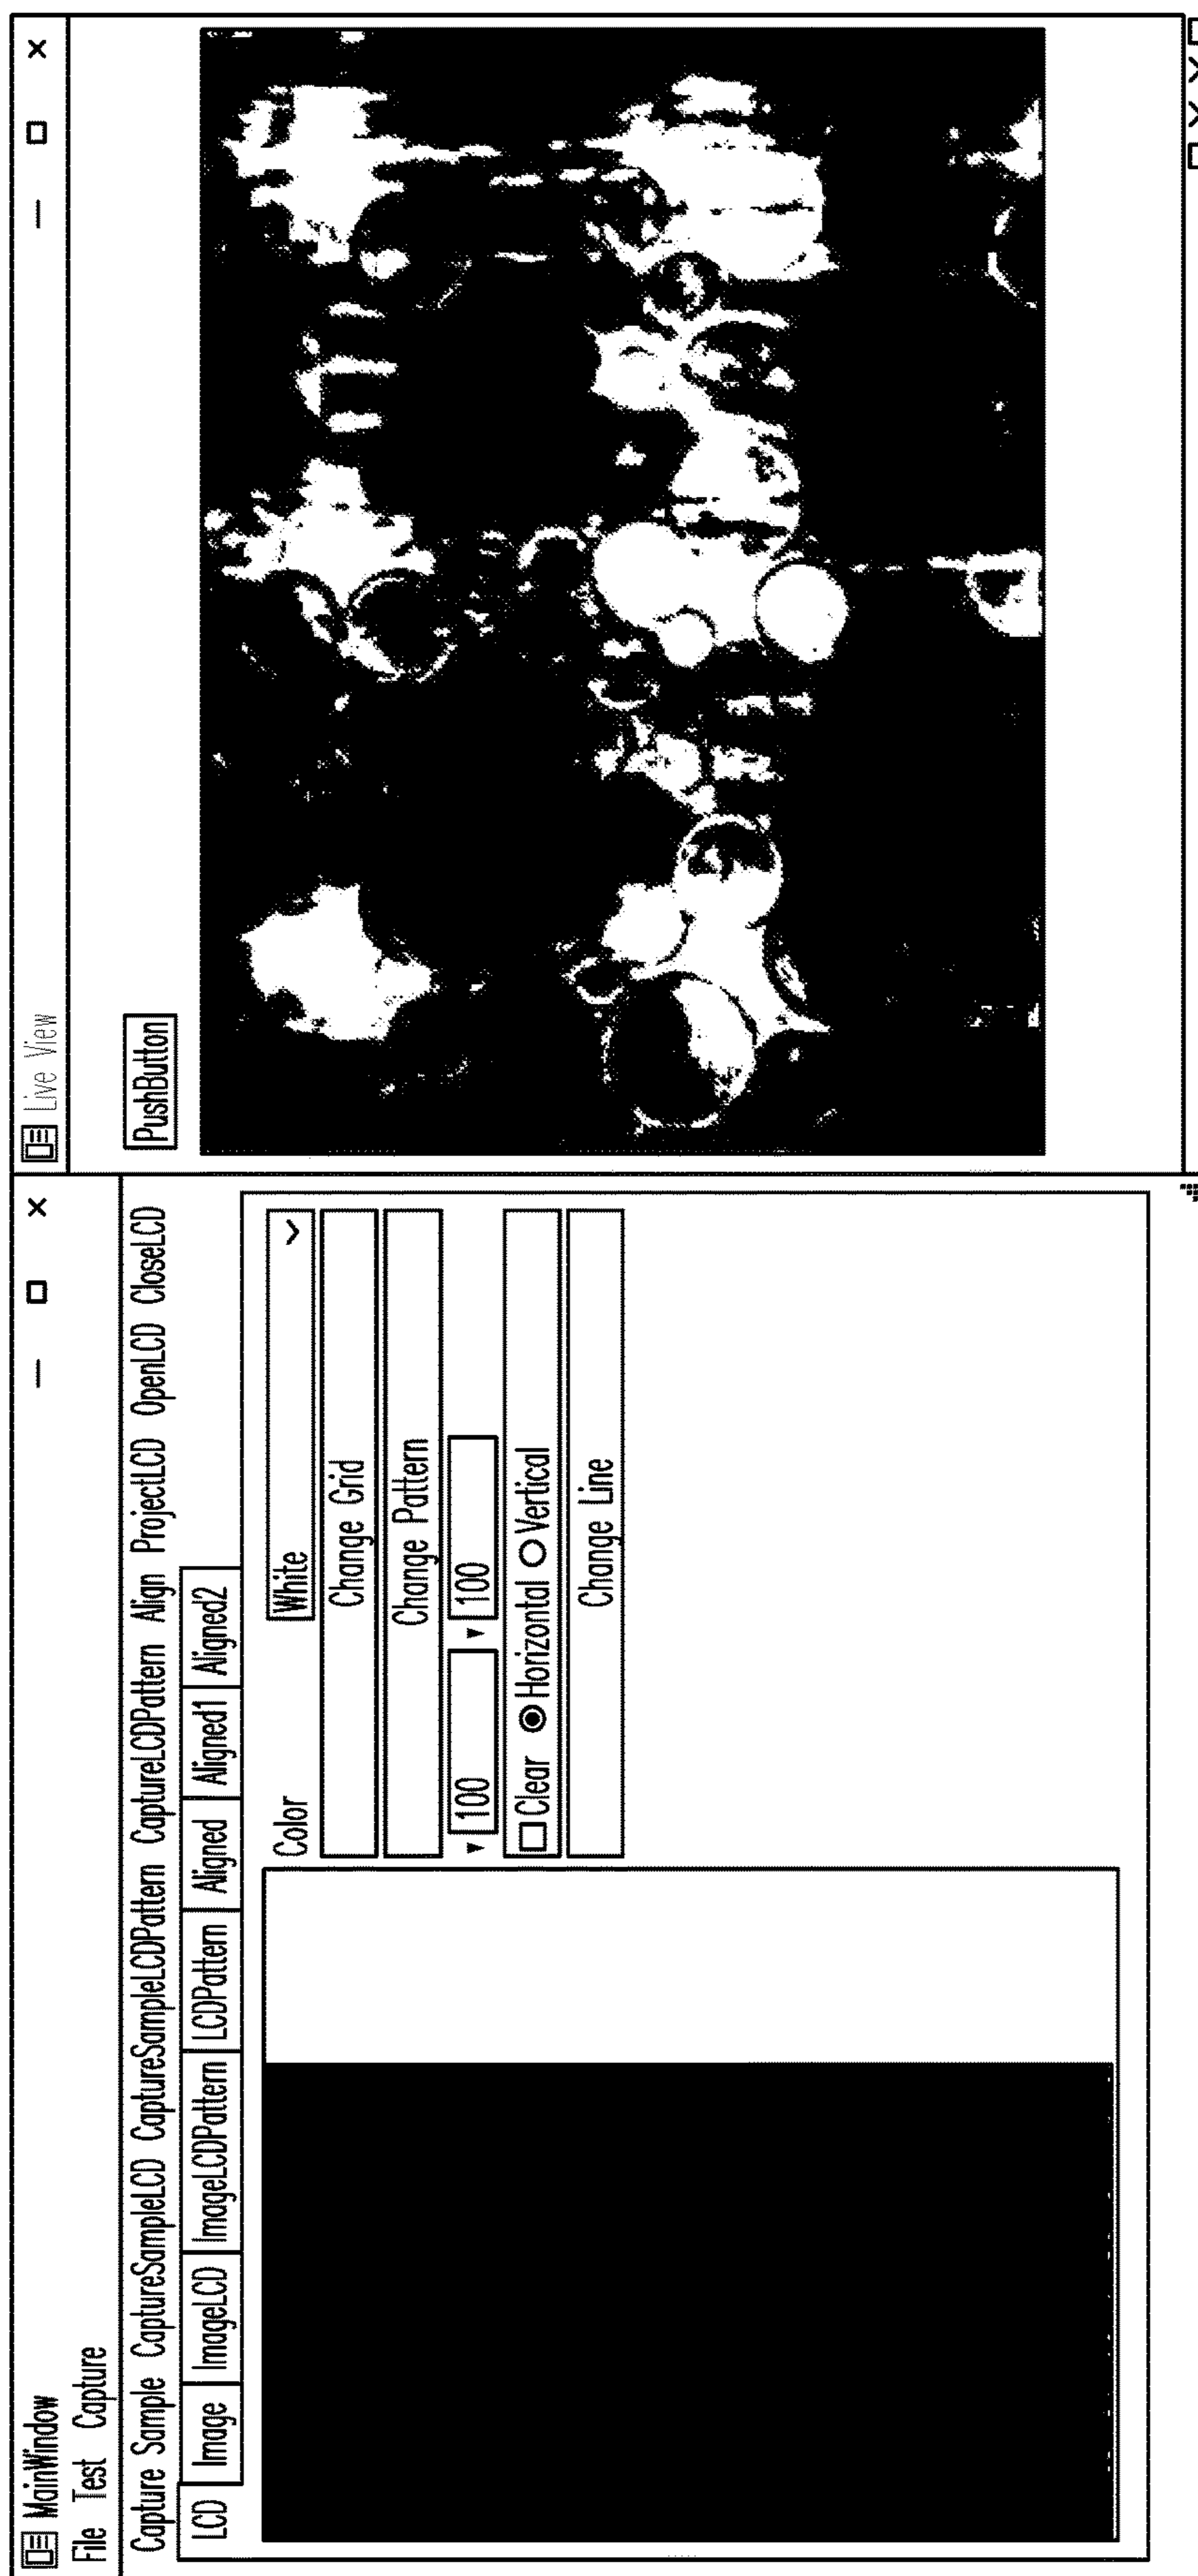 MainWindow
File Test Capture
Capture Sample CaptureSampleLCD CaptureSampleLCDPattern CaptureLCDPattern Align ProjectLCD OpenLCD CloseLCD
LCD Image ImageLCD ImageLCDPattern LCDPattern Aligned Aligned1 Aligned2
Color White
Change Grid
Change Pattern
100 100
Clear Horizontal Vertical
Change Line
Live View
PushButton